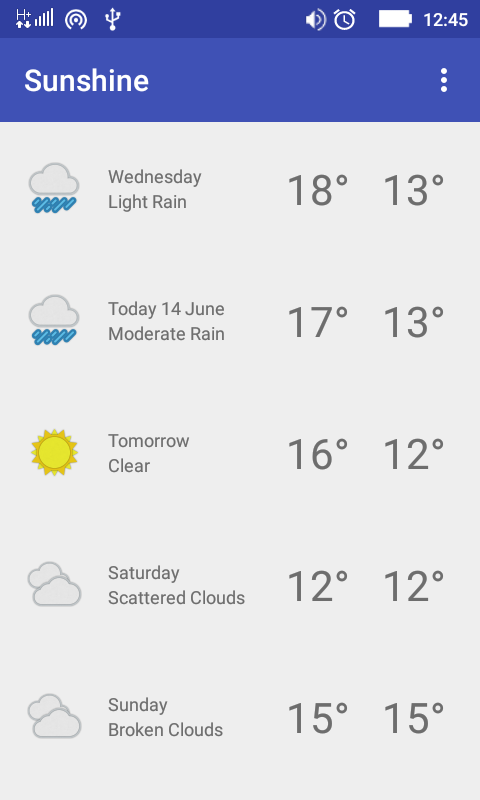 H+ 12:45
Sunshine
Wednesday
Light Rain
18° 13°
Today 14 June
Moderate Rain
17° 13°
Tomorrow
Clear
16° 12°
Saturday
Scattered Clouds
12° 12°
Sunday
Broken Clouds
15° 15°